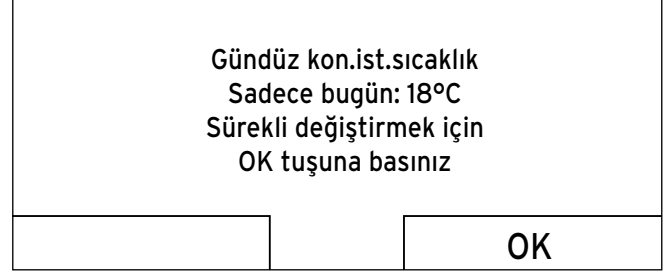 Gündüz kon.ist.sıcaklık
Sadece bugün: 18°C
Sürekli değiştirmek için
OK tuşuna basınız
OK